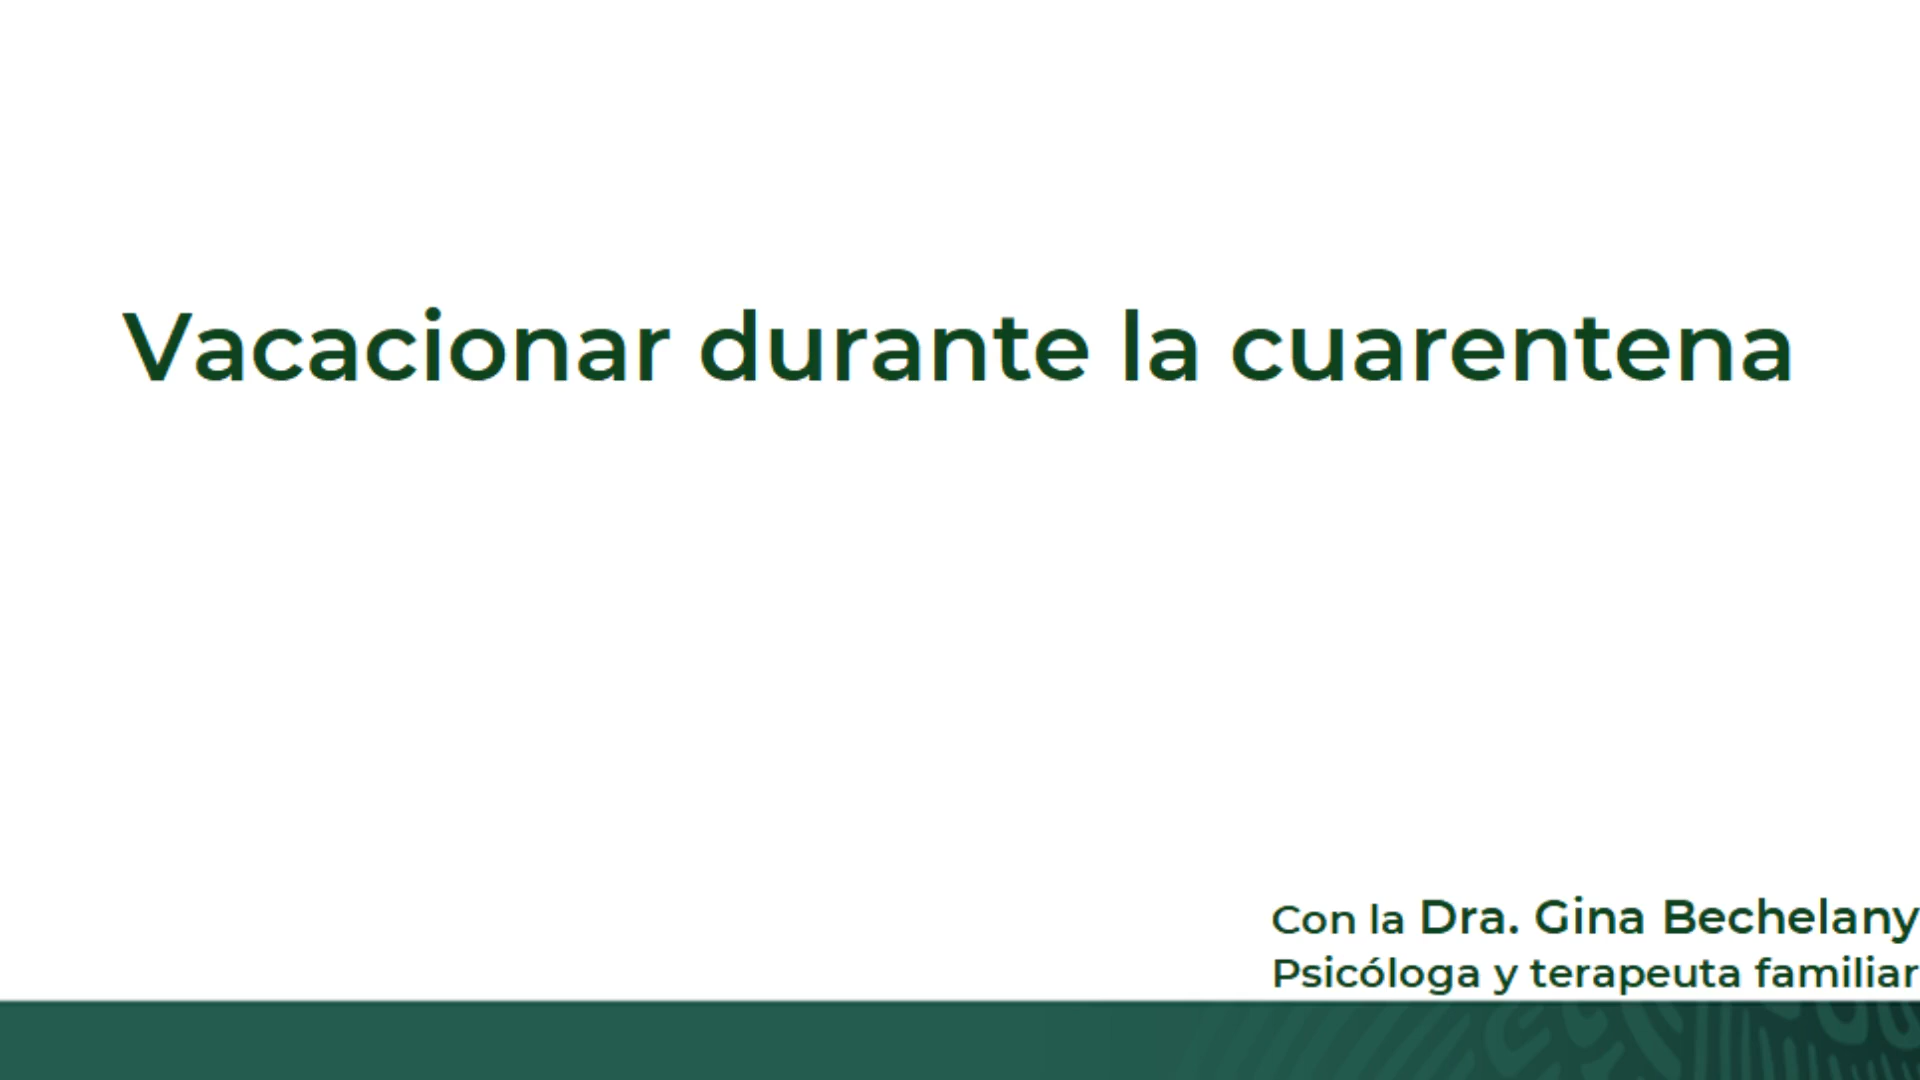 Vacacionar durante la cuarentena
Con la Dra. Gina Bechelany
Psicóloga y terapeuta familiar